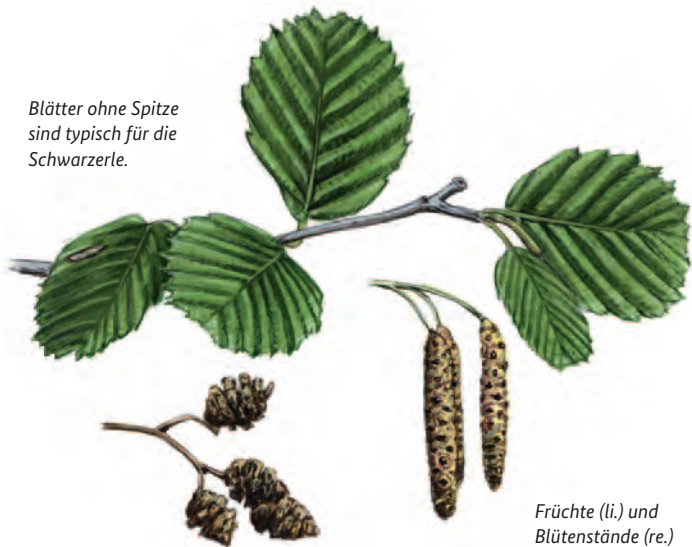 Blätter ohne Spitze
sind typisch für die
Schwarzerle.
Früchte (li.) und
Blütenstände (re.)